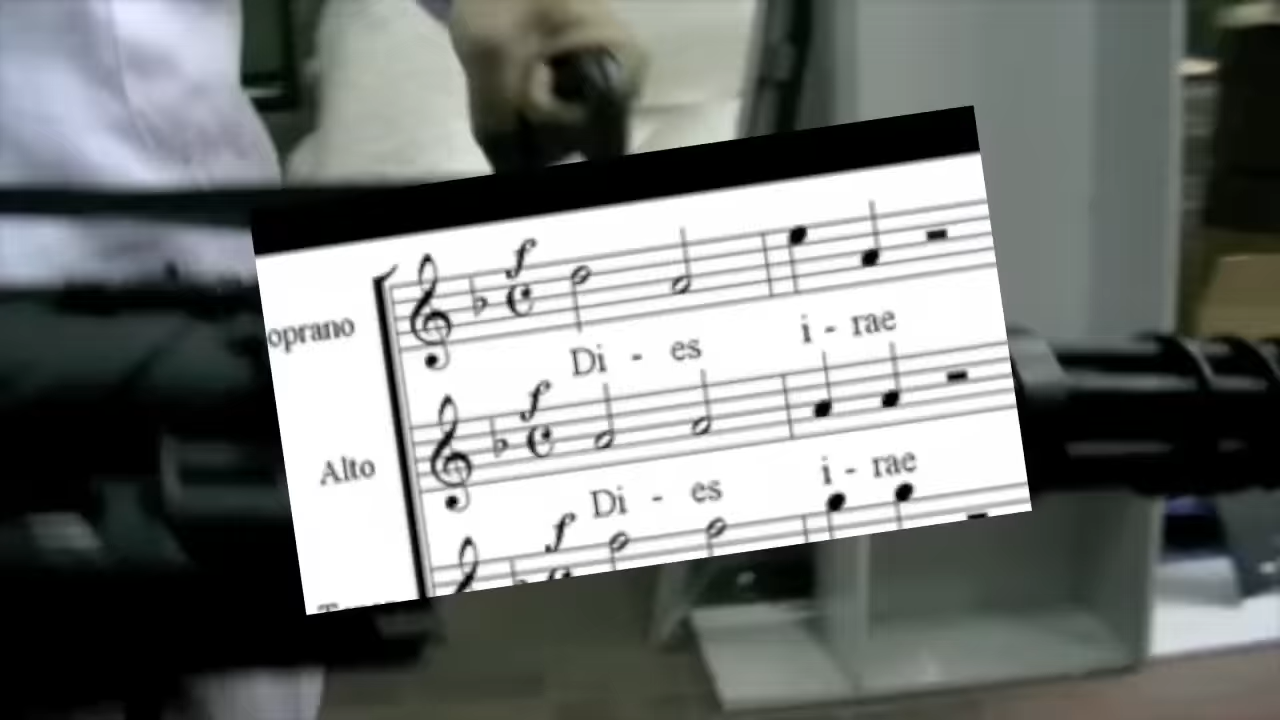 f
oprano
Di - es i - rae
f
Alto
Di - es i - rae
f